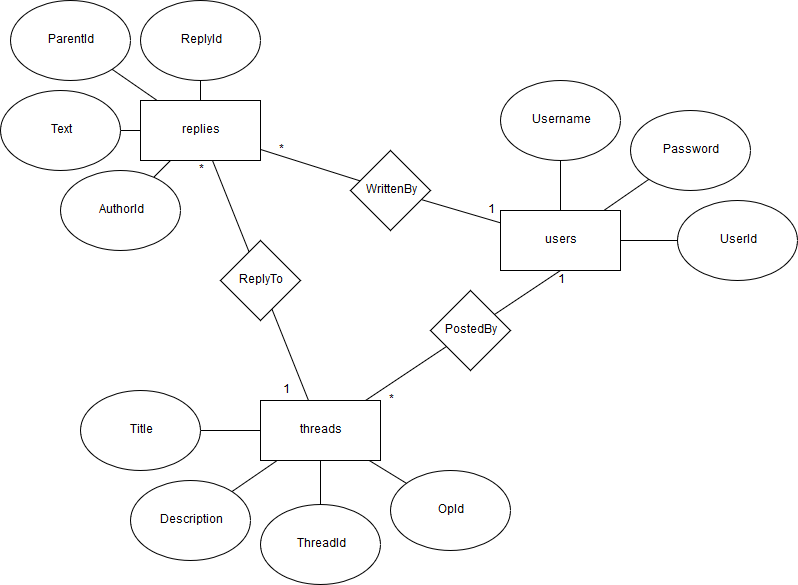 ParentId
ReplyId
Text
replies
AuthorId
*
*
WrittenBy
1
Username
Password
users
UserId
1
ReplyTo
PostedBy
1
*
Title
threads
Description
ThreadId
OpId